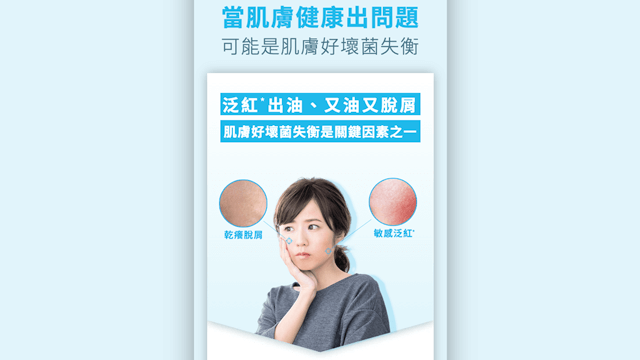 當肌膚健康出問題
可能是肌膚好壞菌失衡
泛紅*出油、又油又脫屑
肌膚好壞菌失衡是關鍵因素之一
乾癢脫屑
敏感泛紅*